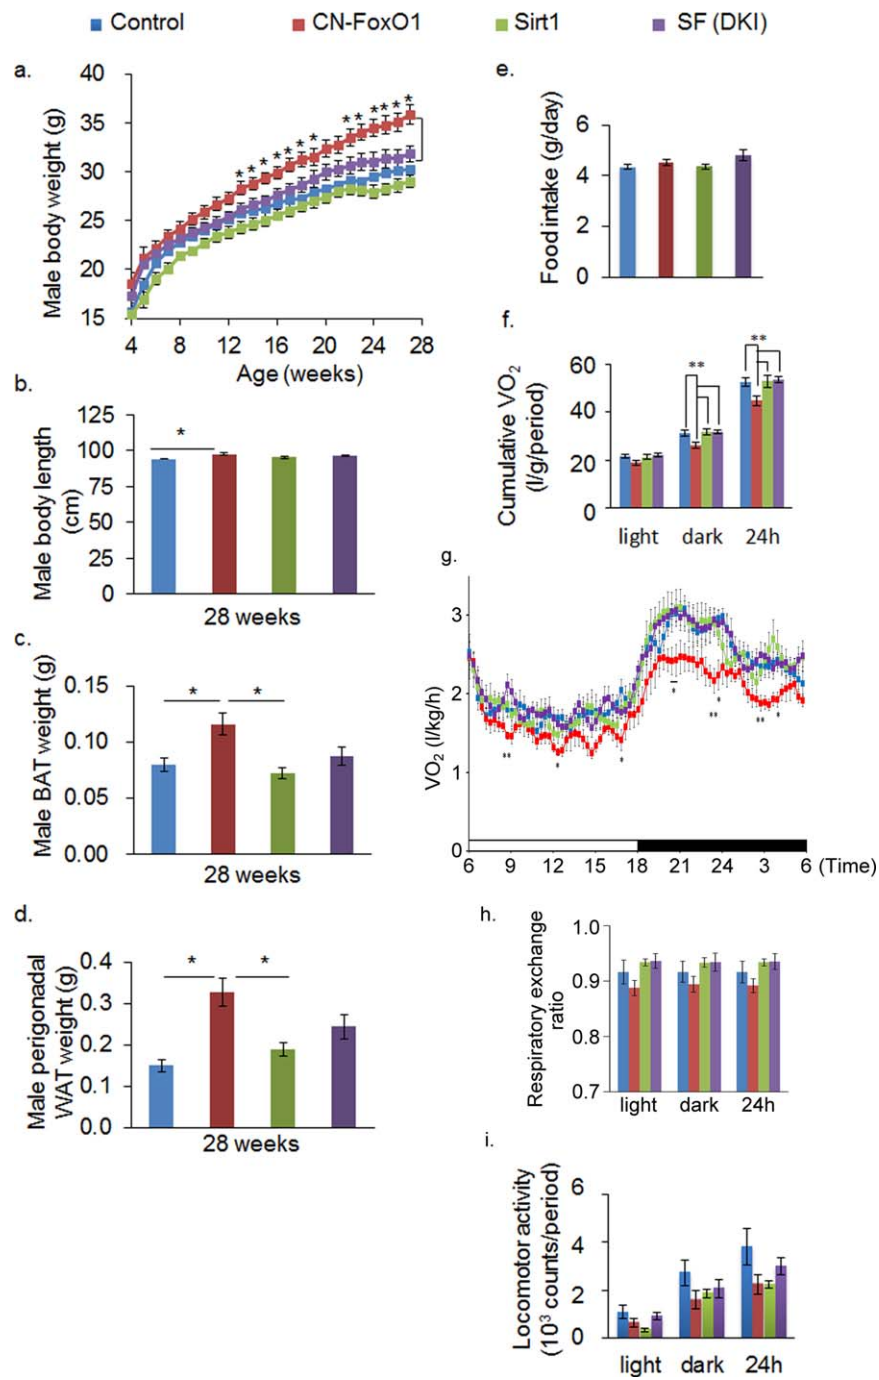 Control CN-FoxO1 Sirt1 SF (DKI)
a.
Male body weight (g)
40
35
30
25
20
15
* * * * * * * * * * * * *
4 8 12 16 20 24 28
Age (weeks)
b.
Male body length
(cm)
125
100
75
50
25
0
*
28 weeks
c.
Male BAT weight (g)
0.15
0.10
0.05
0.00
* *
28 weeks
d.
Male perigonadal
WAT weight (g)
0.4
0.3
0.2
0.1
0.0
* *
28 weeks
e.
Food intake (g/day)
6
4
2
0
f.
Cumulative VO2
(l/g/period)
60
40
20
0
** **
light dark 24h
g.
VO2 (l/kg/h)
3
2
1
0
** * * * ** * ** *
6 9 12 15 18 21 24 3 6 (Time)
h.
Respiratory exchange
ratio
1.0
0.9
0.8
0.7
light dark 24h
i.
Locomotor activity
(10³ counts/period)
6
4
2
0
light dark 24h